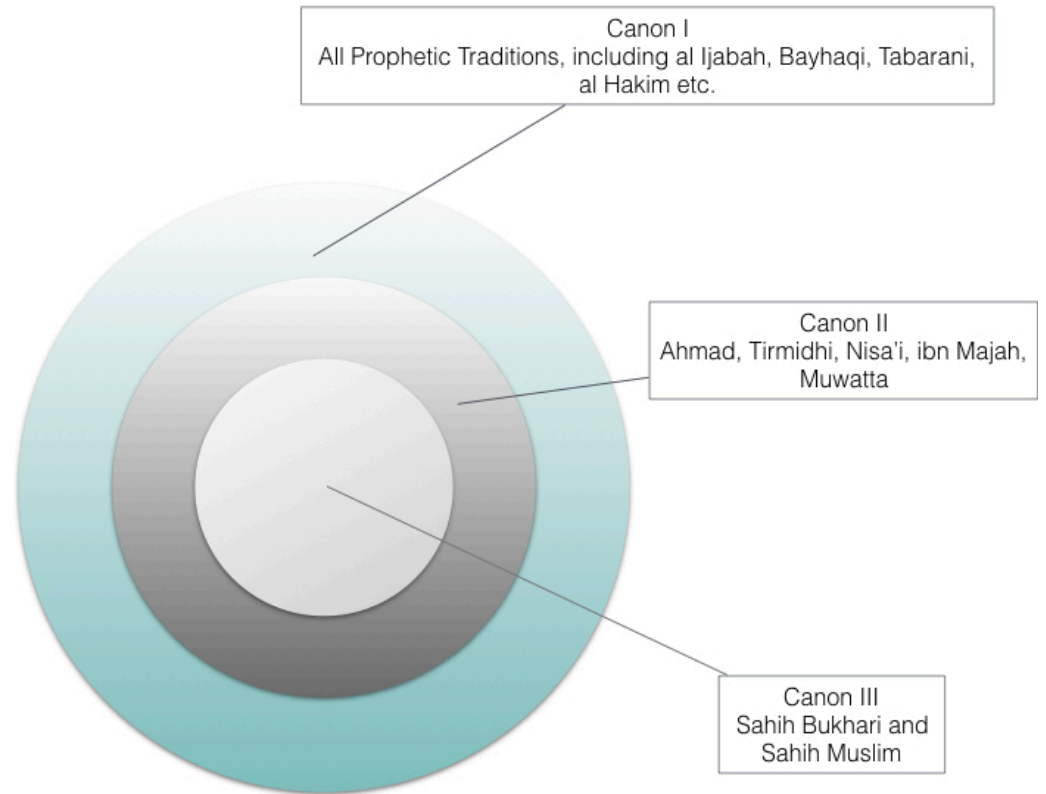 Canon I
All Prophetic Traditions, including al Ijabah, Bayhaqi, Tabarani,
al Hakim etc.
Canon II
Ahmad, Tirmidhi, Nisa'i, ibn Majah,
Muwatta
Canon III
Sahih Bukhari and
Sahih Muslim